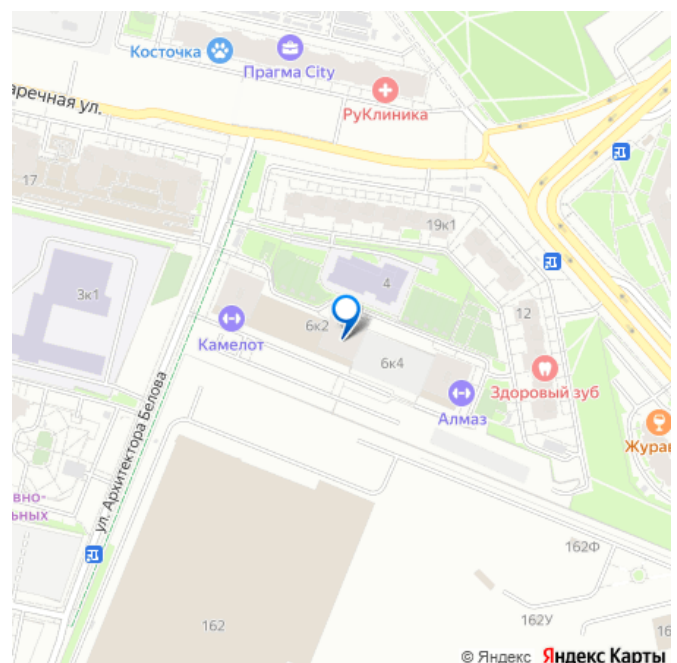 Косточка
Прагма City
РуКлиника
аречная ул.
17
19к1
3к1
4
12
6к2
Камелот
6к4
Здоровый зуб
Алмаз
Журав
ул. Архитектора Белова
вно-
ьных
162Ф
162У
162
16
© Яндекс Яндекс Карты